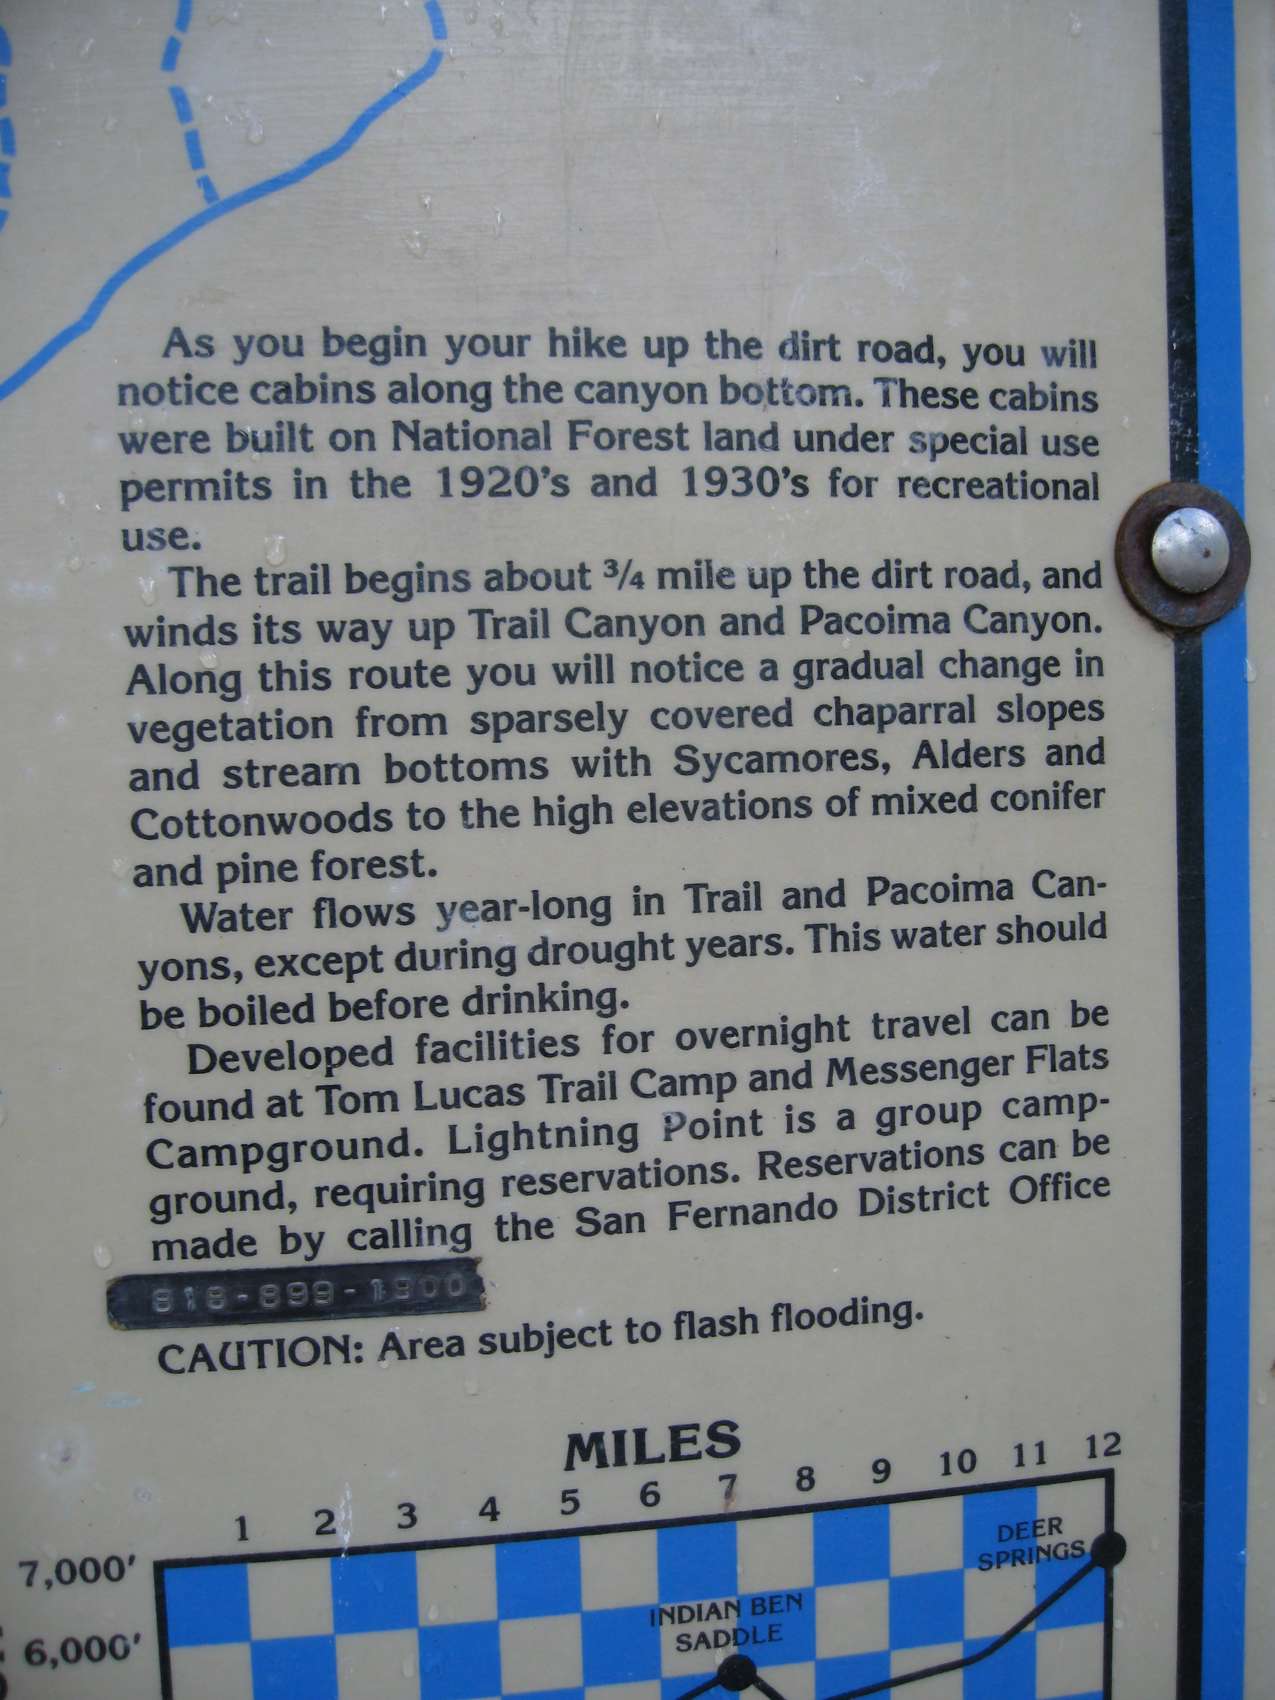 As you begin your hike up the dirt road, you will
notice cabins along the canyon bottom. These cabins
were built on National Forest land under special use
permits in the 1920's and 1930's for recreational
use.
The trail begins about ¾ mile up the dirt road, and
winds its way up Trail Canyon and Pacoima Canyon.
Along this route you will notice a gradual change in
vegetation from sparsely covered chaparral slopes
and stream bottoms with Sycamores, Alders and
Cottonwoods to the high elevations of mixed conifer
and pine forest.
Water flows year-long in Trail and Pacoima Can-
yons, except during drought years. This water should
be boiled before drinking.
Developed facilities for overnight travel can be
found at Tom Lucas Trail Camp and Messenger Flats
Campground. Lightning Point is a group camp-
ground, requiring reservations. Reservations can be
made by calling the San Fernando District Office
818-899-1900
CAUTION: Area subject to flash flooding.
MILES
1 2 3 4 5 6 7 8 9 10 11 12
7,000'
DEER
SPRINGS
6,000'
INDIAN BEN
SADDLE